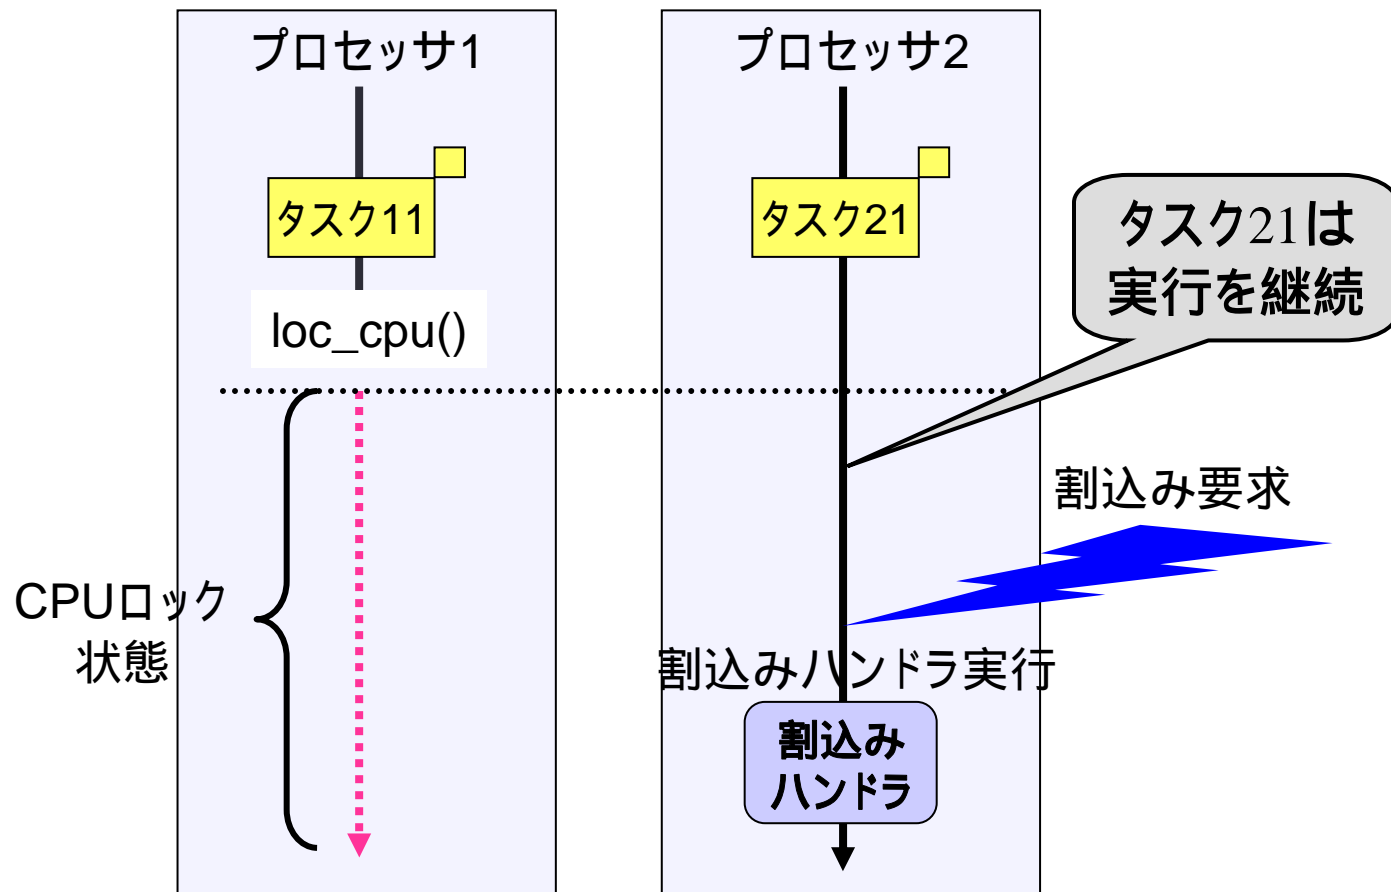 プロセッサ1
プロセッサ2
タスク11
タスク21
タスク21は
実行を継続
loc_cpu()
割込み要求
CPUロック
状態
割込みハンドラ実行
割込み
ハンドラ